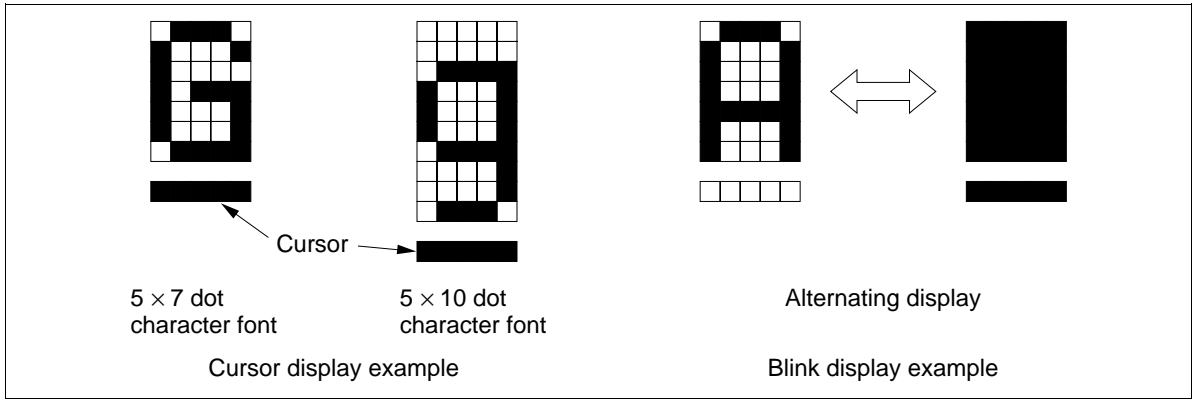 Cursor
5 × 7 dot
character font
5 × 10 dot
character font
Alternating display
Cursor display example
Blink display example